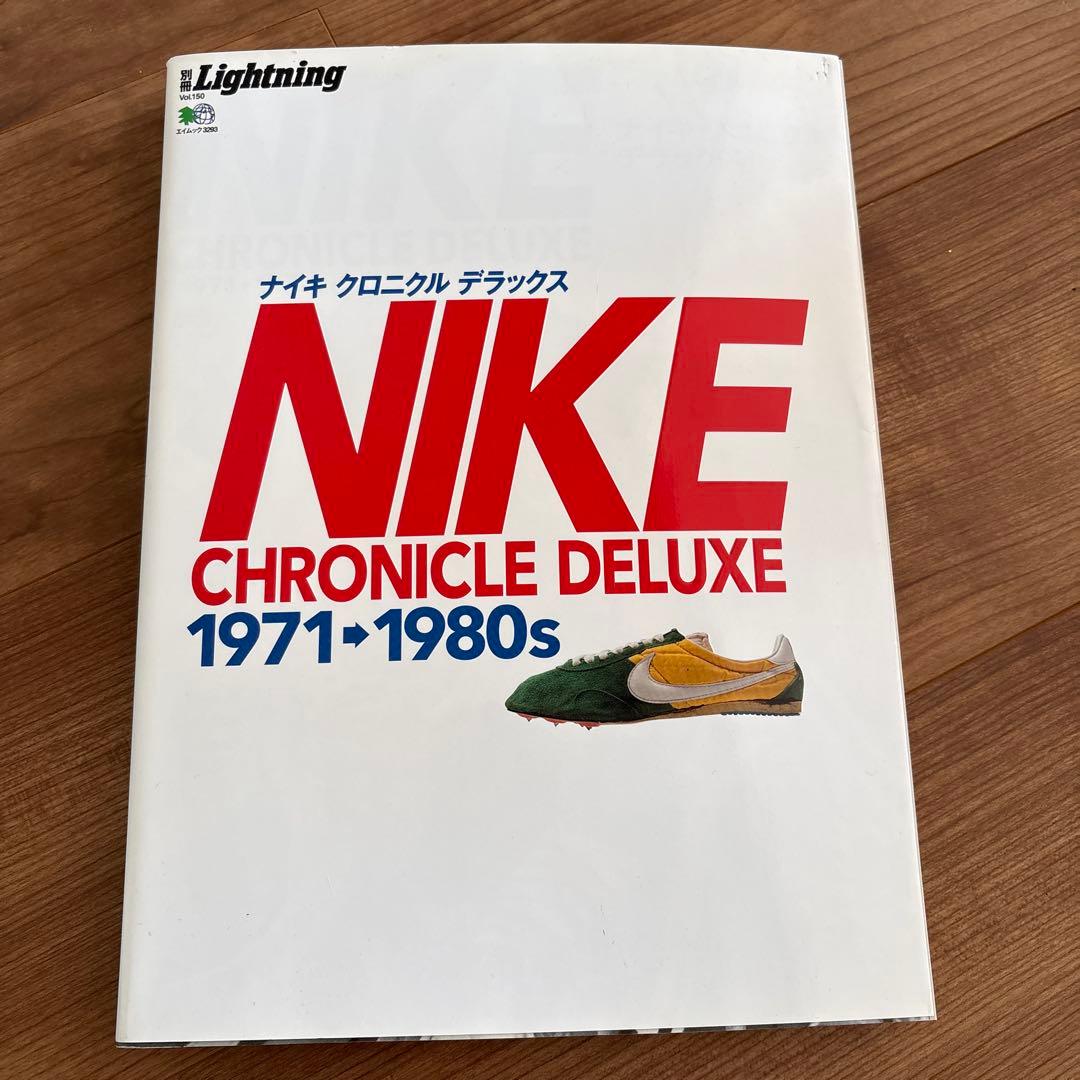 別冊 Lightning
Vol.150
エイムック 3293
ナイキ クロニクル デラックス
NIKE
CHRONICLE DELUXE
1971➡1980s